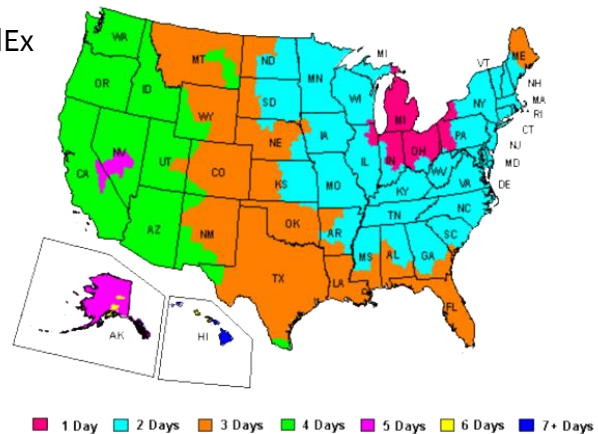 lEx
WA
MT
ND
MN
MI
VT
ME
OR
ID
SD
WI
MI
NY
NH
MA
RI
CT
WY
NE
IA
IL
IN
OH
PA
NJ
MD
DE
CA
NV
UT
CO
KS
MO
KY
WV
VA
AZ
NM
OK
AR
TN
NC
SC
TX
LA
MS
AL
GA
FL
AK
HI
1 Day 2 Days 3 Days 4 Days 5 Days 6 Days 7+ Days